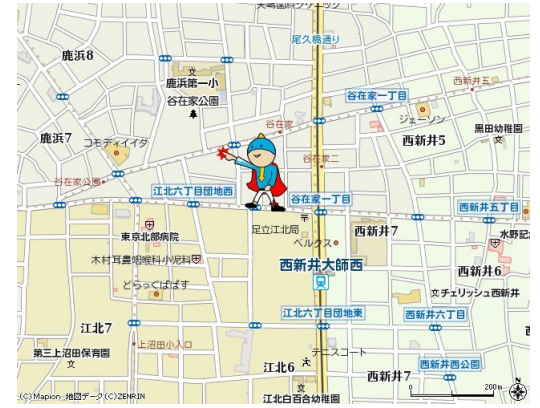 尾久橋通り
鹿浜8
鹿浜第一小
谷在家公園
谷在家一丁目
西新井五
ジェーソン
鹿浜7
コモディイイダ
谷在家
西新井5
黒田幼稚園
谷在家二
谷在家公園
江北六丁目団地西
谷在家一丁目
西新井五丁目
足立江北局
西新井7
東京北部病院
ベルクス
水野記
木村耳鼻咽喉科小児科
西新井大師西
西新井6
どらっぐぱぱす
チェリッシュ西新井
江北7
江北六丁目団地東
西新井六丁目
上沼田小入口
第三上沼田保育園
テニスコート
江北6
西新井西公園
西新井7
江北白百合幼稚園
0 200m
(C)Mapion-地図データ(C)ZENRIN